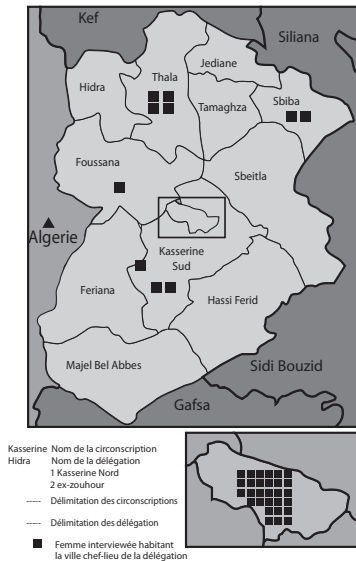 Kef
Siliana
Jediane
Thala
Hidra
Tamaghza
Sbiba
Foussana
Sbeitla
Algerie
Kasserine
Sud
Feriana
Hassi Ferid
Majel Bel Abbes
Sidi Bouzid
Gafsa
Kasserine Nom de la circonscription
Hidra Nom de la délégation
1 Kasserine Nord
2 ex-zouhour
----- Délimitation des circonscriptions
----- Délimitation des délégation
Femme interviewée habitant
la ville chef-lieu de la délégation